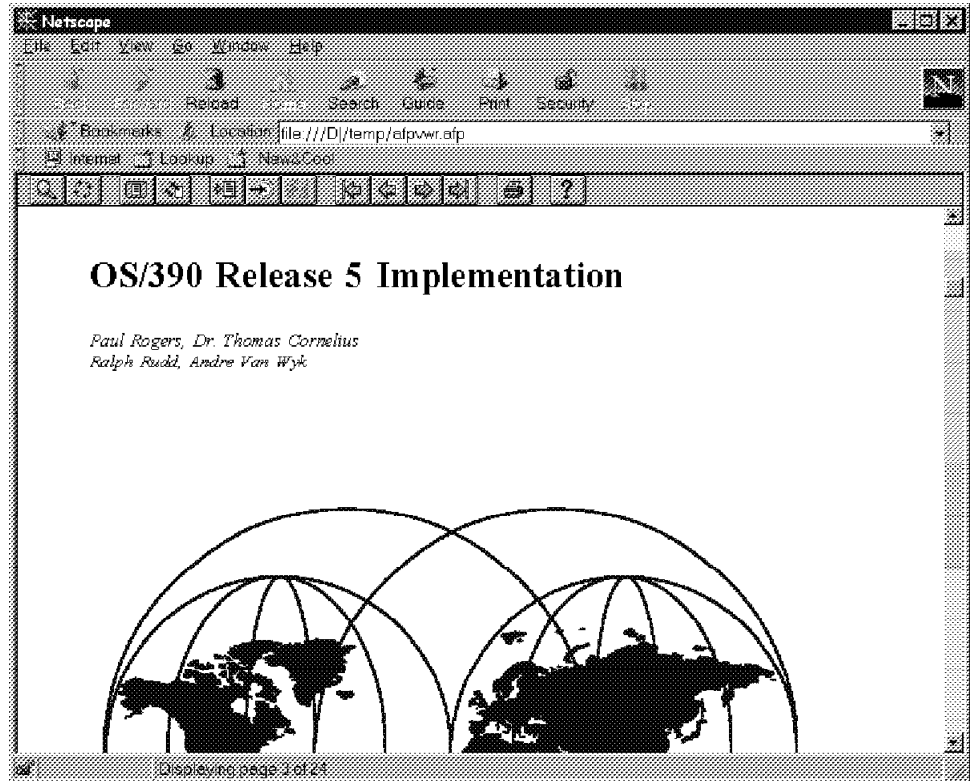 Netscape
File Edit View Go Window Help
Reload Search Guide Print Security
Bookmarks Location: file:///D|/temp/afpvwr.afp
Internet Lookup New&Cool
OS/390 Release 5 Implementation
Paul Rogers, Dr. Thomas Cornelius
Ralph Rudd, Andre Van Wyk
Displaying page 3 of 24